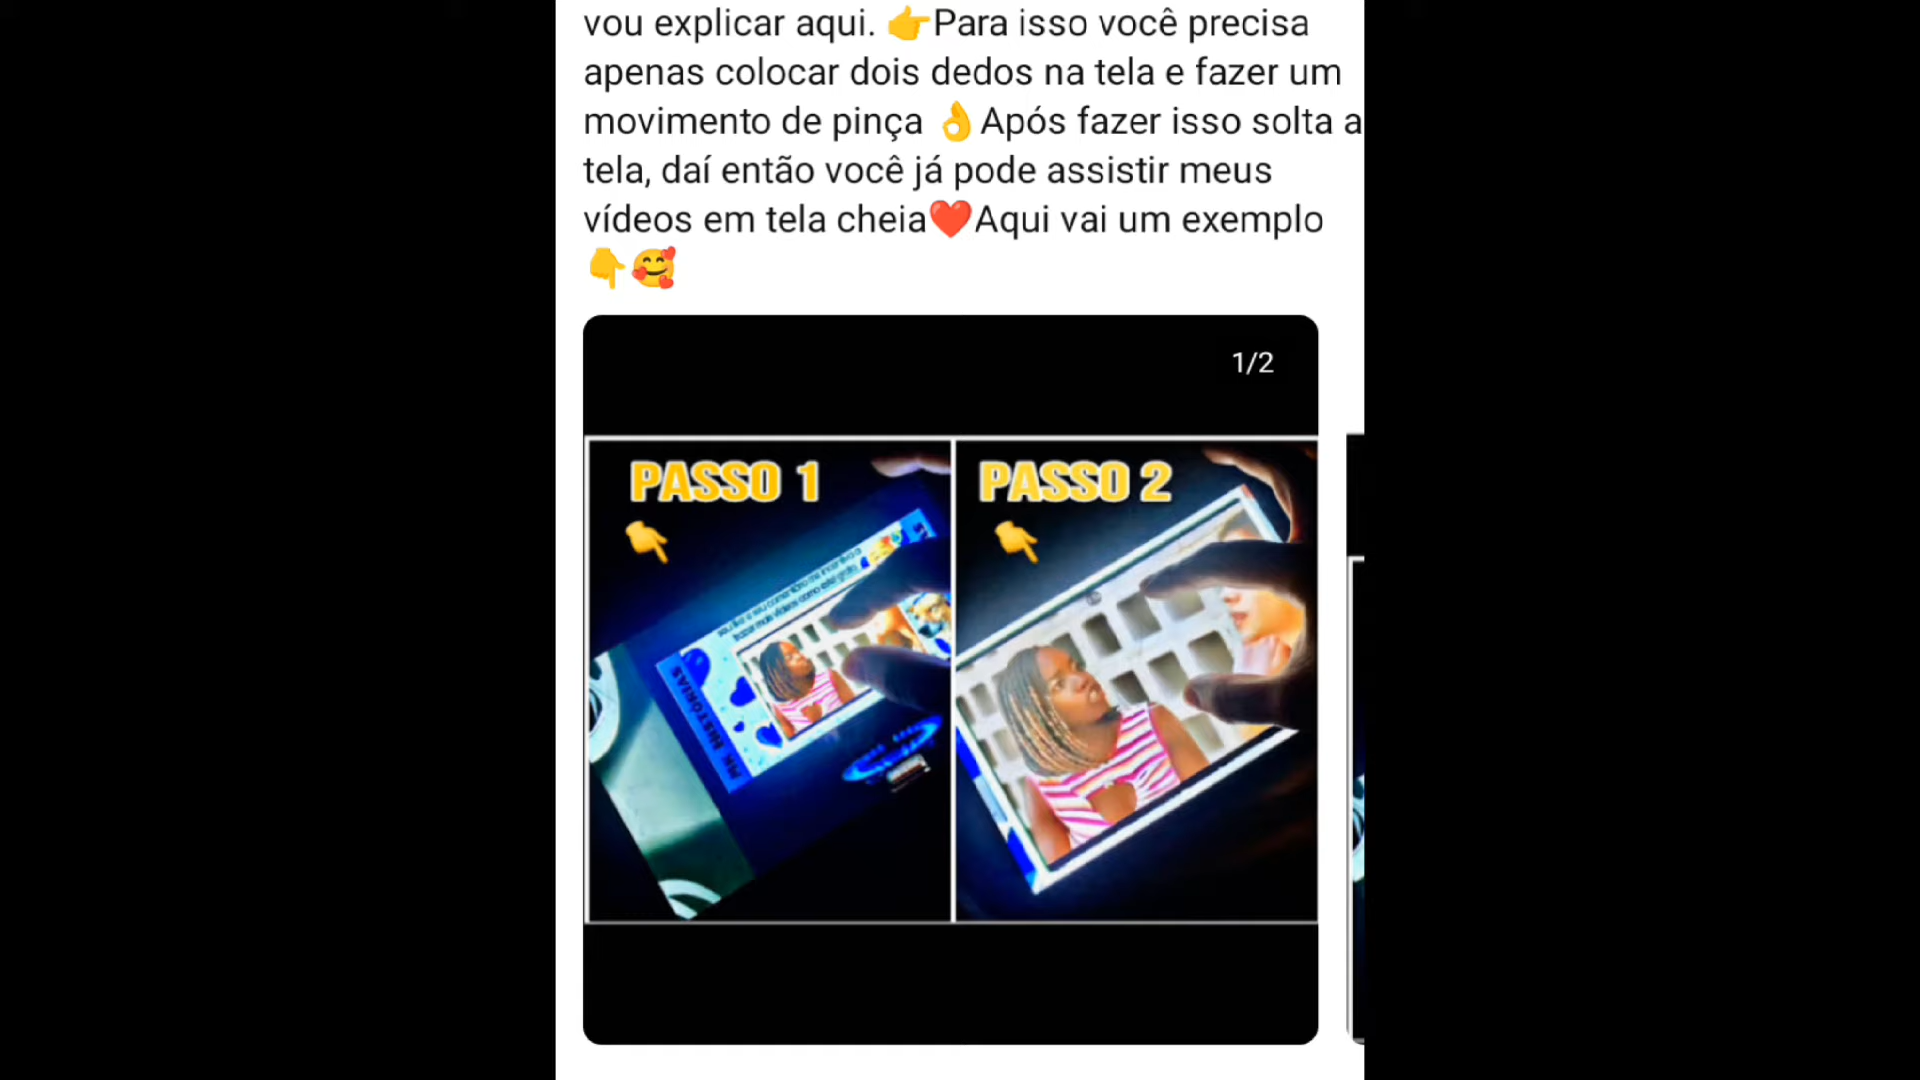 vou explicar aqui. 👉Para isso você precisa
apenas colocar dois dedos na tela e fazer um
movimento de pinça 👌Após fazer isso solta a
tela, daí então você já pode assistir meus
vídeos em tela cheia❤️Aqui vai um exemplo
👇🥰
1/2
PASSO 1
PASSO 2
HISTÓRIAS